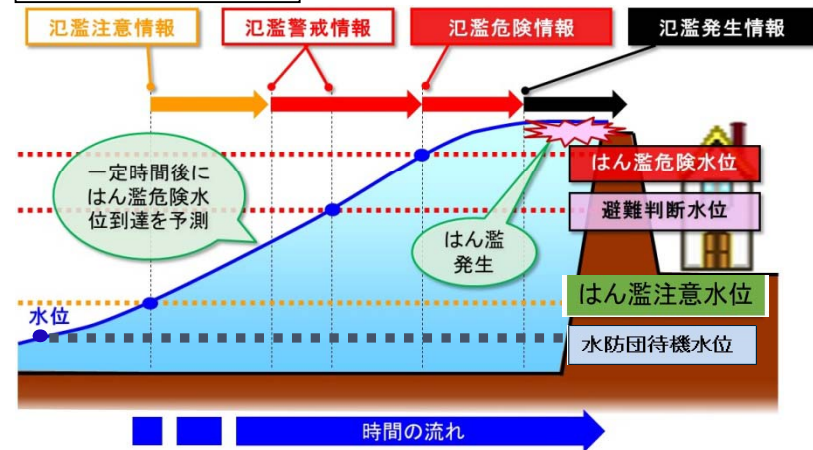 氾濫注意情報
氾濫警戒情報
氾濫危険情報
氾濫発生情報
一定時間後に
はん濫危険水
位到達を予測
はん濫危険水位
避難判断水位
はん濫
発生
はん濫注意水位
水位
水防団待機水位
時間の流れ